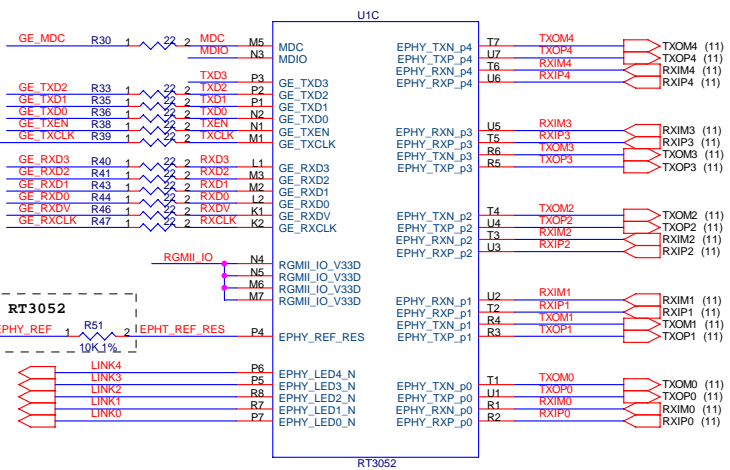 U1C
GE_MDC R30 1 22 2 MDC M5 MDC EPHY_TXN_p4 T7 TXOM4 TXOM4 (11)
MDIO N3 MDIO EPHY_TXP_p4 U7 TXOP4 TXOP4 (11)
EPHY_RXN_p4 T6 RXIM4 RXIM4 (11)
TXD3 P3 GE_TXD3 EPHY_RXP_p4 U6 RXIP4 RXIP4 (11)
GE_TXD2 R33 1 22 2 TXD2 P2 GE_TXD2
GE_TXD1 R35 1 22 2 TXD1 P1 GE_TXD1
GE_TXD0 R36 1 22 2 TXD0 N2 GE_TXD0
GE_TXEN R38 1 22 2 TXEN N1 GE_TXEN EPHY_RXN_p3 U5 RXIM3 RXIM3 (11)
GE_TXCLK R39 1 22 2 TXCLK M1 GE_TXCLK EPHY_RXP_p3 T5 RXIP3 RXIP3 (11)
EPHY_TXN_p3 R6 TXOM3 TXOM3 (11)
GE_RXD3 R40 1 22 2 RXD3 L1 GE_RXD3 EPHY_TXP_p3 R5 TXOP3 TXOP3 (11)
GE_RXD2 R41 1 22 2 RXD2 M3 GE_RXD2
GE_RXD1 R43 1 22 2 RXD1 M2 GE_RXD1
GE_RXD0 R44 1 22 2 RXD0 L2 GE_RXD0
GE_RXDV R46 1 22 2 RXDV K1 GE_RXDV EPHY_TXN_p2 T4 TXOM2 TXOM2 (11)
GE_RXCLK R47 1 22 2 RXCLK K2 GE_RXCLK EPHY_TXP_p2 U4 TXOP2 TXOP2 (11)
EPHY_RXN_p2 T3 RXIM2 RXIM2 (11)
EPHY_RXP_p2 U3 RXIP2 RXIP2 (11)
RGMII_IO N4 RGMII_IO_V33D
N5 RGMII_IO_V33D
M6 RGMII_IO_V33D
M7 RGMII_IO_V33D EPHY_RXN_p1 U2 RXIM1 RXIM1 (11)
RT3052 EPHY_RXP_p1 T2 RXIP1 RXIP1 (11)
EPHY_TXN_p1 R4 TXOM1 TXOM1 (11)
EPHY_REF 1 R51 2 EPHT_REF_RES P4 EPHY_REF_RES EPHY_TXP_p1 R3 TXOP1 TXOP1 (11)
10K 1%
LINK4 P6 EPHY_LED4_N
LINK3 P5 EPHY_LED3_N EPHY_TXN_p0 T1 TXOM0 TXOM0 (11)
LINK2 R8 EPHY_LED2_N EPHY_TXP_p0 U1 TXOP0 TXOP0 (11)
LINK1 R7 EPHY_LED1_N EPHY_RXN_p0 R1 RXIM0 RXIM0 (11)
LINK0 P7 EPHY_LED0_N EPHY_RXP_p0 R2 RXIP0 RXIP0 (11)
RT3052